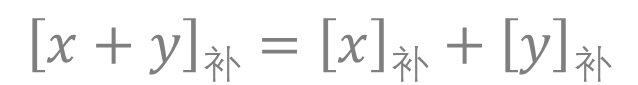 [x + y]补 = [x]补 + [y]补